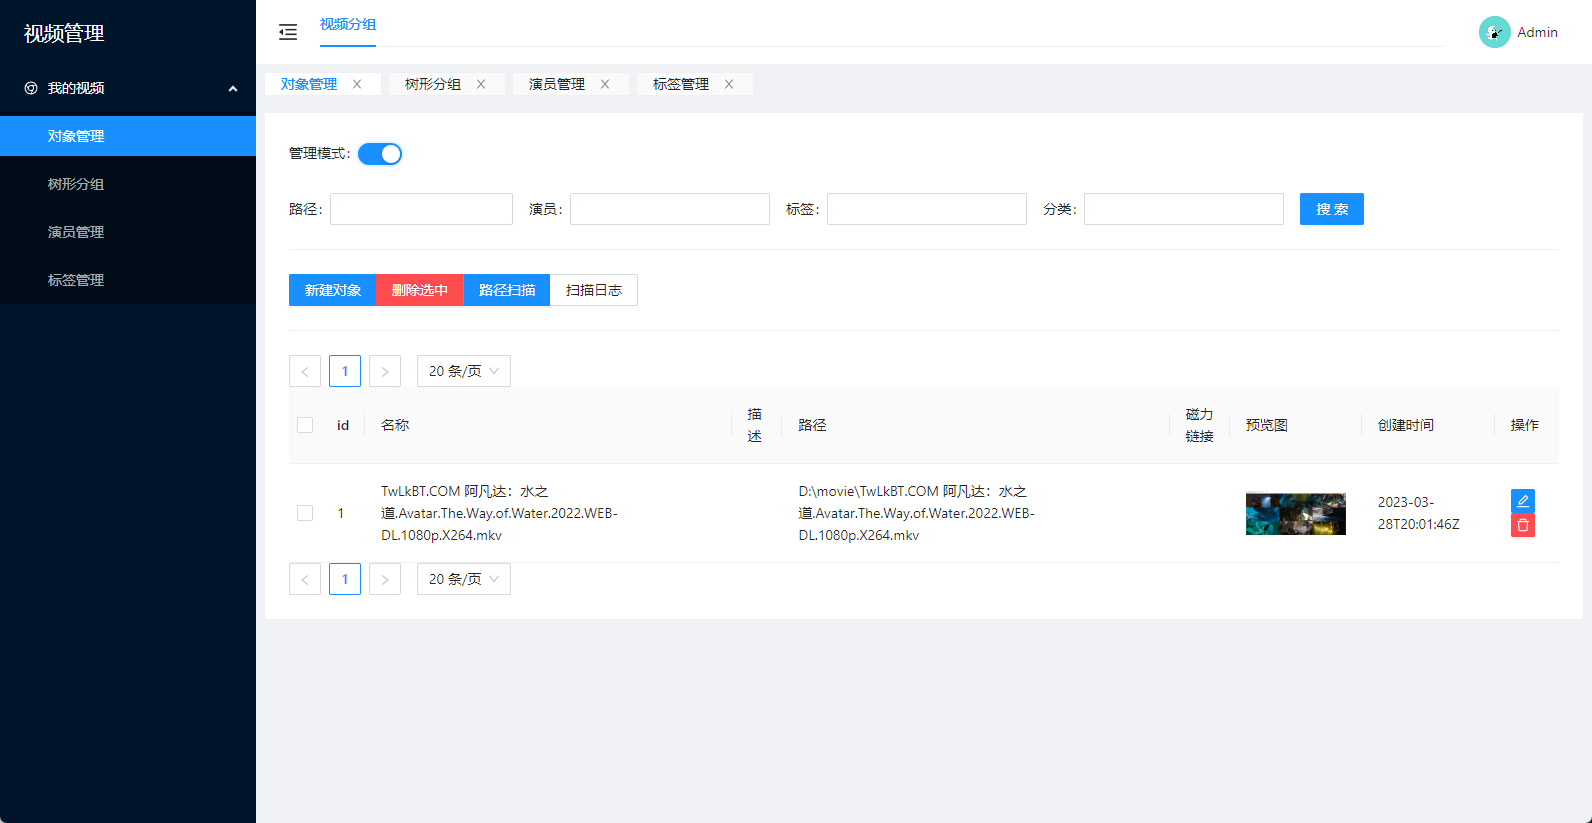 视频管理
视频分组
Admin
我的视频
对象管理
树形分组
演员管理
标签管理
对象管理
树形分组
演员管理
标签管理
管理模式:
路径:
演员:
标签:
分类:
搜 索
新建对象
删除选中
路径扫描
扫描日志
1
20 条/页
id
名称
描
述
路径
磁力
链接
预览图
创建时间
操作
1
TwLkBT.COM 阿凡达：水之
道.Avatar.The.Way.of.Water.2022.WEB-
DL.1080p.X264.mkv
D:\movie\TwLkBT.COM 阿凡达：水之
道.Avatar.The.Way.of.Water.2022.WEB-
DL.1080p.X264.mkv
2023-03-
28T20:01:46Z
1
20 条/页